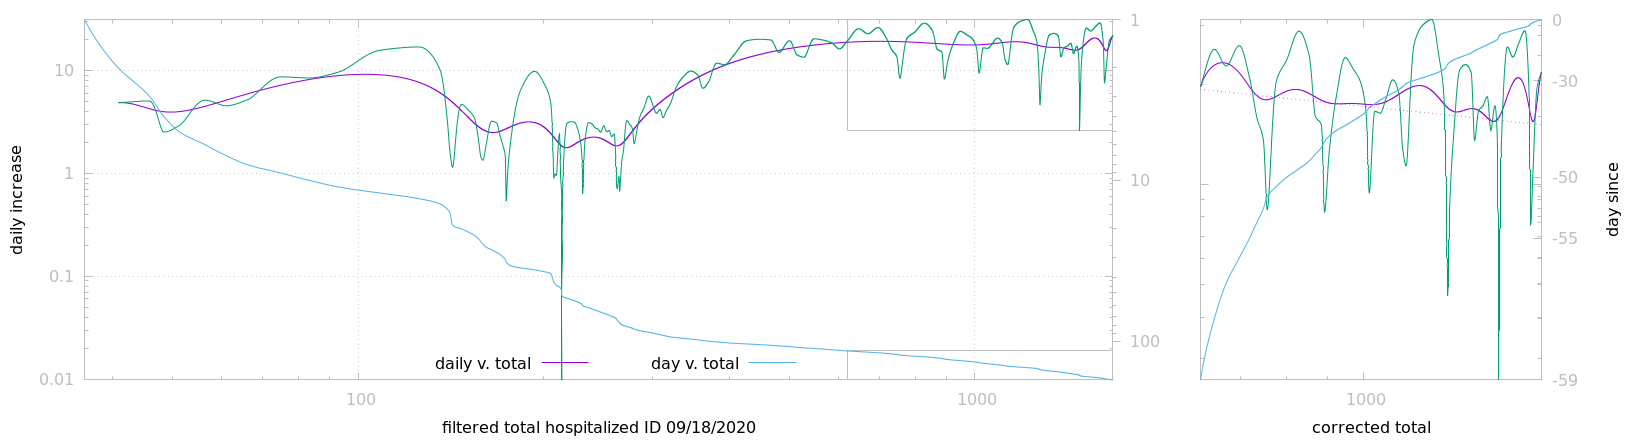 daily increase
10
1
0.1
0.01
100
1000
1
10
100
daily v. total
day v. total
filtered total hospitalized ID 09/18/2020
0
-30
-50
-55
-59
1000
day since
corrected total